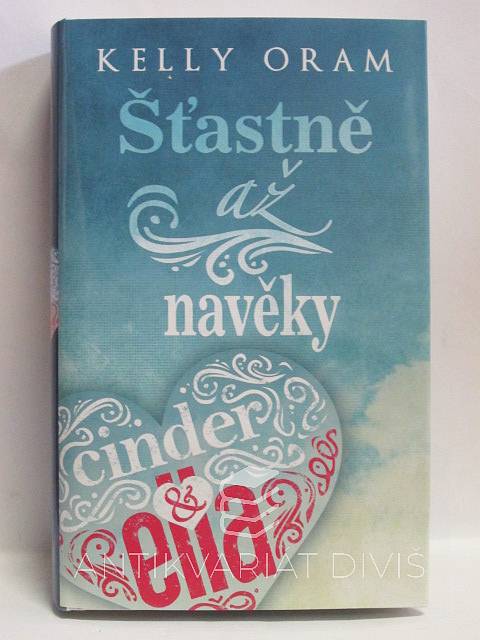 KELLY ORAM
Šťastně
až
navěky
cinder
&
ella
ANTIKVARIÁT DIVIŠ